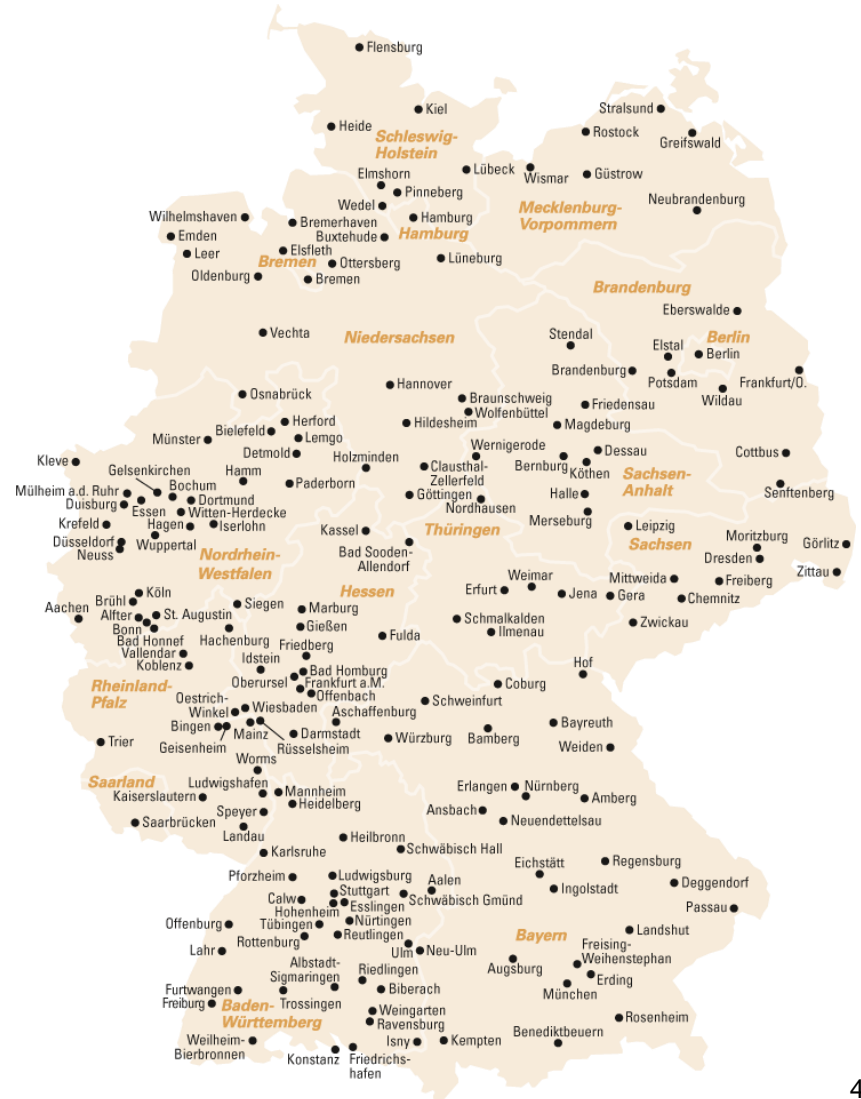 Flensburg
Kiel
Stralsund
Heide
Rostock
Greifswald
Schleswig-
Holstein
Lübeck
Wismar
Güstrow
Elmshorn
Pinneberg
Neubrandenburg
Wedel
Mecklenburg-
Vorpommern
Wilhelmshaven
Bremerhaven
Hamburg
Emden
Buxtehude
Hamburg
Leer
Elsfleth
Bremen
Ottersberg
Lüneburg
Oldenburg
Bremen
Brandenburg
Eberswalde
Vechta
Niedersachsen
Stendal
Berlin
Elstal
Berlin
Brandenburg
Potsdam
Frankfurt/O.
Wildau
Hannover
Osnabrück
Braunschweig
Wolfenbüttel
Friedensau
Herford
Hildesheim
Magdeburg
Bielefeld
Lemgo
Münster
Detmold
Wernigerode
Dessau
Cottbus
Kleve
Holzminden
Clausthal-
Zellerfeld
Bernburg
Köthen
Sachsen-
Anhalt
Gelsenkirchen
Hamm
Paderborn
Senftenberg
Mülheim a.d. Ruhr
Bochum
Göttingen
Halle
Duisburg
Dortmund
Nordhausen
Essen
Witten-Herdecke
Merseburg
Krefeld
Hagen
Iserlohn
Kassel
Thüringen
Leipzig
Düsseldorf
Wuppertal
Sachsen
Moritzburg
Görlitz
Neuss
Nordrhein-
Westfalen
Bad Sooden-
Allendorf
Dresden
Zittau
Hessen
Weimar
Mittweida
Freiberg
Köln
Erfurt
Jena
Gera
Chemnitz
Brühl
Siegen
Marburg
Aachen
Alfter
St. Augustin
Schmalkalden
Zwickau
Bonn
Gießen
Ilmenau
Bad Honnef
Hachenburg
Fulda
Vallendar
Friedberg
Koblenz
Idstein
Hof
Bad Homburg
Oberursel
Frankfurt a.M.
Coburg
Rheinland-
Pfalz
Offenbach
Oestrich-
Winkel
Wiesbaden
Schweinfurt
Aschaffenburg
Bingen
Mainz
Darmstadt
Bayreuth
Trier
Geisenheim
Rüsselsheim
Würzburg
Bamberg
Weiden
Worms
Saarland
Ludwigshafen
Mannheim
Erlangen
Nürnberg
Kaiserslautern
Heidelberg
Amberg
Speyer
Ansbach
Saarbrücken
Landau
Neuendettelsau
Heilbronn
Karlsruhe
Schwäbisch Hall
Regensburg
Eichstätt
Pforzheim
Ludwigsburg
Aalen
Deggendorf
Stuttgart
Schwäbisch Gmünd
Ingolstadt
Calw
Esslingen
Passau
Hohenheim
Offenburg
Tübingen
Nürtingen
Landshut
Rottenburg
Reutlingen
Bayern
Lahr
Ulm
Neu-Ulm
Freising-
Weihenstephan
Albstadt-
Sigmaringen
Riedlingen
Augsburg
Erding
Furtwangen
Trossingen
Biberach
München
Freiburg
Baden-
Württemberg
Weingarten
Rosenheim
Ravensburg
Weilheim-
Bierbronnen
Isny
Kempten
Benediktbeuern
Konstanz
Friedrichs-
hafen
4